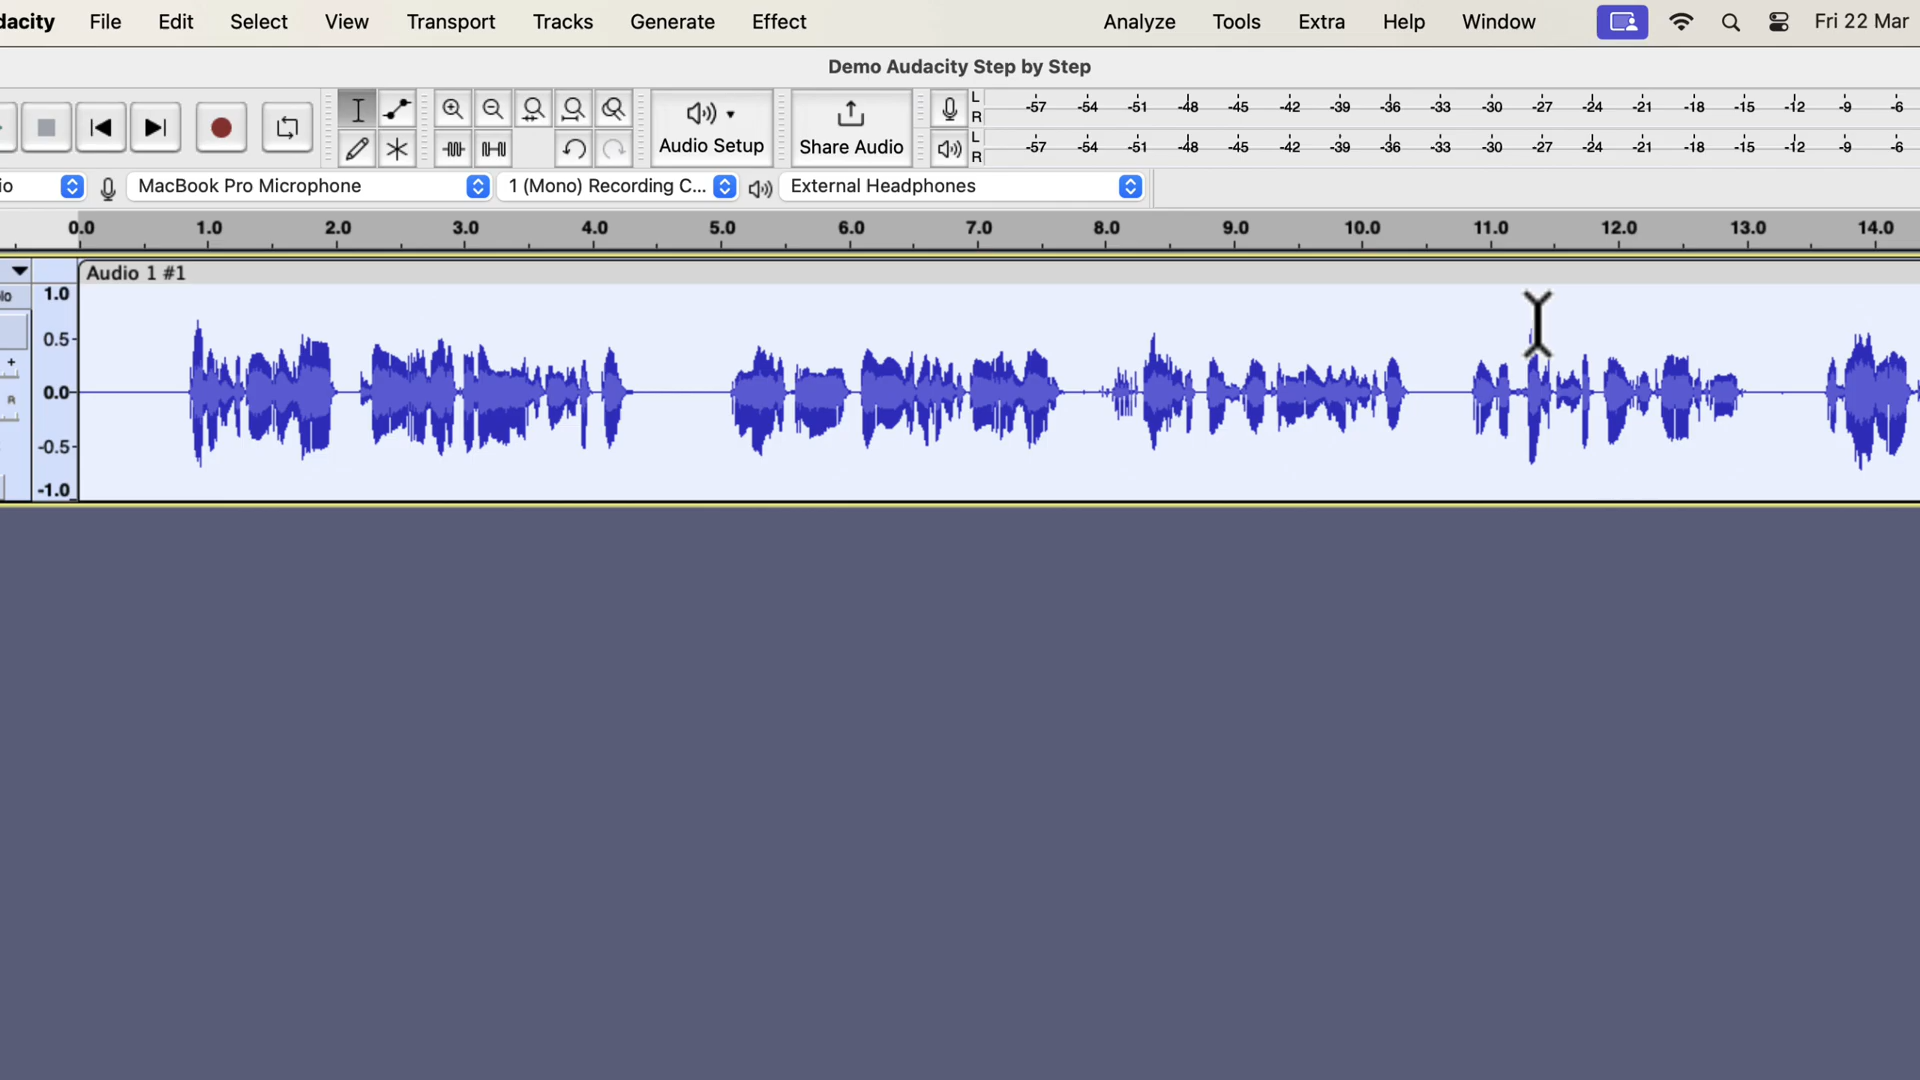 dacity File Edit Select View Transport Tracks Generate Effect Analyze Tools Extra Help Window Fri 22 Mar
Demo Audacity Step by Step
Audio Setup
Share Audio
L
R
-57 -54 -51 -48 -45 -42 -39 -36 -33 -30 -27 -24 -21 -18 -15 -12 -9 -6
L
R
-57 -54 -51 -48 -45 -42 -39 -36 -33 -30 -27 -24 -21 -18 -15 -12 -9 -6
io MacBook Pro Microphone 1 (Mono) Recording C... External Headphones
0.0 1.0 2.0 3.0 4.0 5.0 6.0 7.0 8.0 9.0 10.0 11.0 12.0 13.0 14.0
Audio 1 #1
1.0
0.5
0.0
-0.5
-1.0
lo
+
R